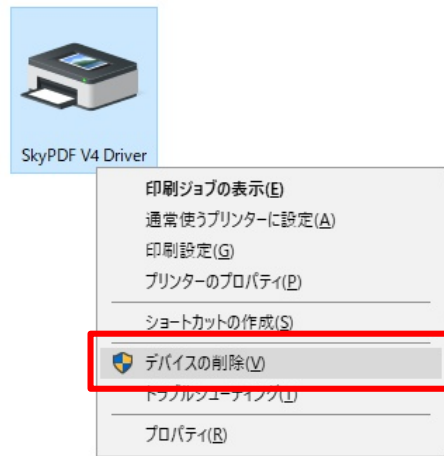 SkyPDF V4 Driver
印刷ジョブの表示(E)
通常使うプリンターに設定(A)
印刷設定(G)
プリンターのプロパティ(P)
ショートカットの作成(S)
デバイスの削除(V)
トラブルシューティング(T)
プロパティ(R)